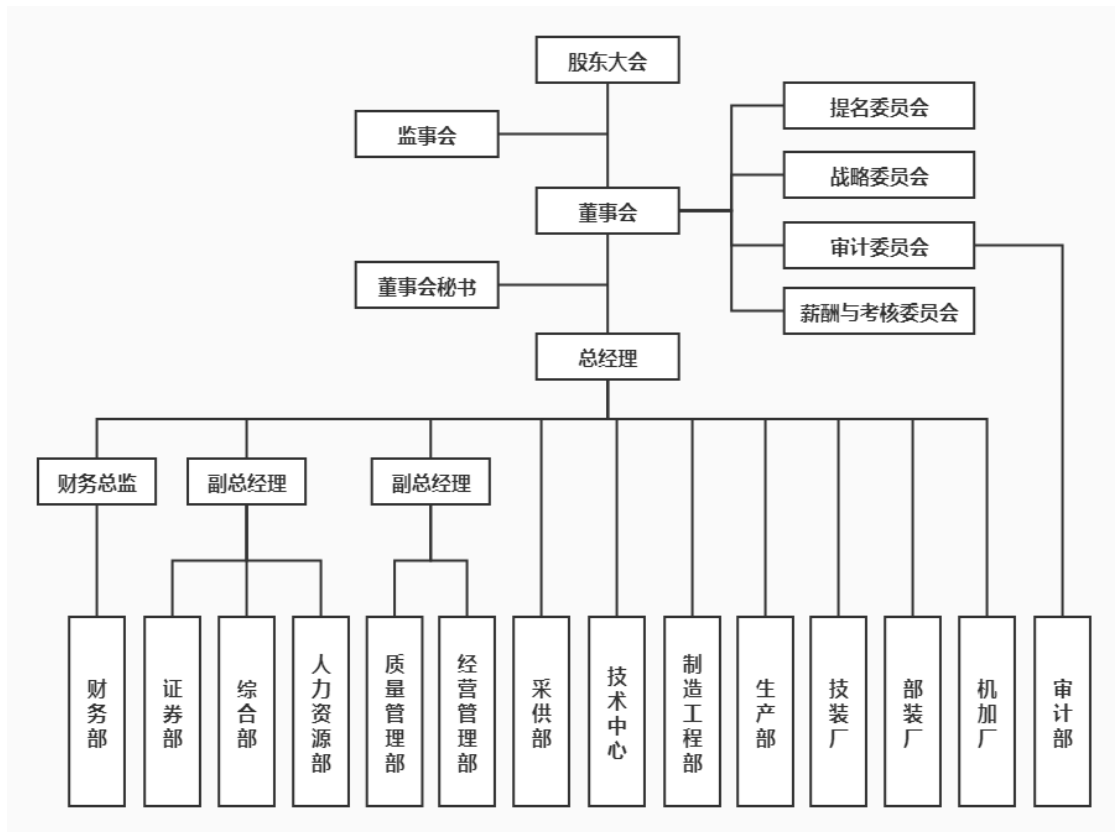 股东大会
监事会
提名委员会
战略委员会
董事会
审计委员会
董事会秘书
薪酬与考核委员会
总经理
财务总监
副总经理
副总经理
财务部
证券部
综合部
人力资源部
质量管理部
经营管理部
采供部
技术中心
制造工程部
生产部
技装厂
部装厂
机加厂
审计部